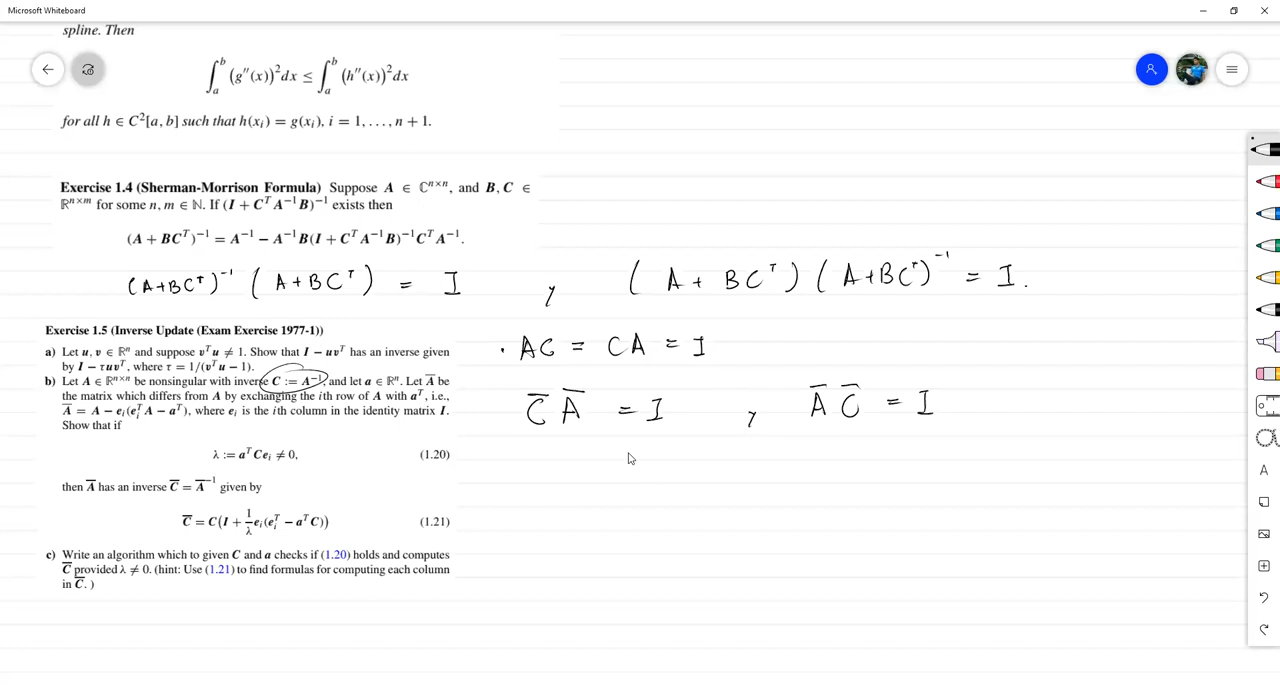 Microsoft Whiteboard
spline. Then
∫_a^b (g″(x))² dx ≤ ∫_a^b (h″(x))² dx
for all h ∈ C²[a, b] such that h(x_i) = g(x_i), i = 1, . . . , n + 1.
Exercise 1.4 (Sherman-Morrison Formula) Suppose A ∈ ℂ^{n×n}, and B, C ∈
ℝ^{n×m} for some n, m ∈ ℕ. If (I + C^T A^{−1} B)^{−1} exists then
(A + BC^T)^{−1} = A^{−1} − A^{−1}B(I + C^T A^{−1}B)^{−1}C^T A^{−1}.
(A+BC^T)^{-1} (A + BC^T) = I y (A + BC^T)(A+BC^T)^{-1} = I.
Exercise 1.5 (Inverse Update (Exam Exercise 1977-1))
a) Let u, v ∈ ℝ^n and suppose v^T u ≠ 1. Show that I − uv^T has an inverse given
by I − τuv^T, where τ = 1/(v^T u − 1).
· AC = CA = I
b) Let A ∈ ℝ^{n×n} be nonsingular with inverse C := A^{−1}, and let a ∈ ℝ^n. Let A̅ be
the matrix which differs from A by exchanging the ith row of A with a^T, i.e.,
A̅ = A − e_i(e_i^T A − a^T), where e_i is the ith column in the identity matrix I.
Show that if
C̅ A̅ = I y A̅ C̅ = I
λ := a^T Ce_i ≠ 0, (1.20)
then A̅ has an inverse C̅ = A̅^{−1} given by
C̅ = C(I + 1/λ e_i(e_i^T − a^T C)) (1.21)
c) Write an algorithm which to given C and a checks if (1.20) holds and computes
C̅ provided λ ≠ 0. (hint: Use (1.21) to find formulas for computing each column
in C̅. )